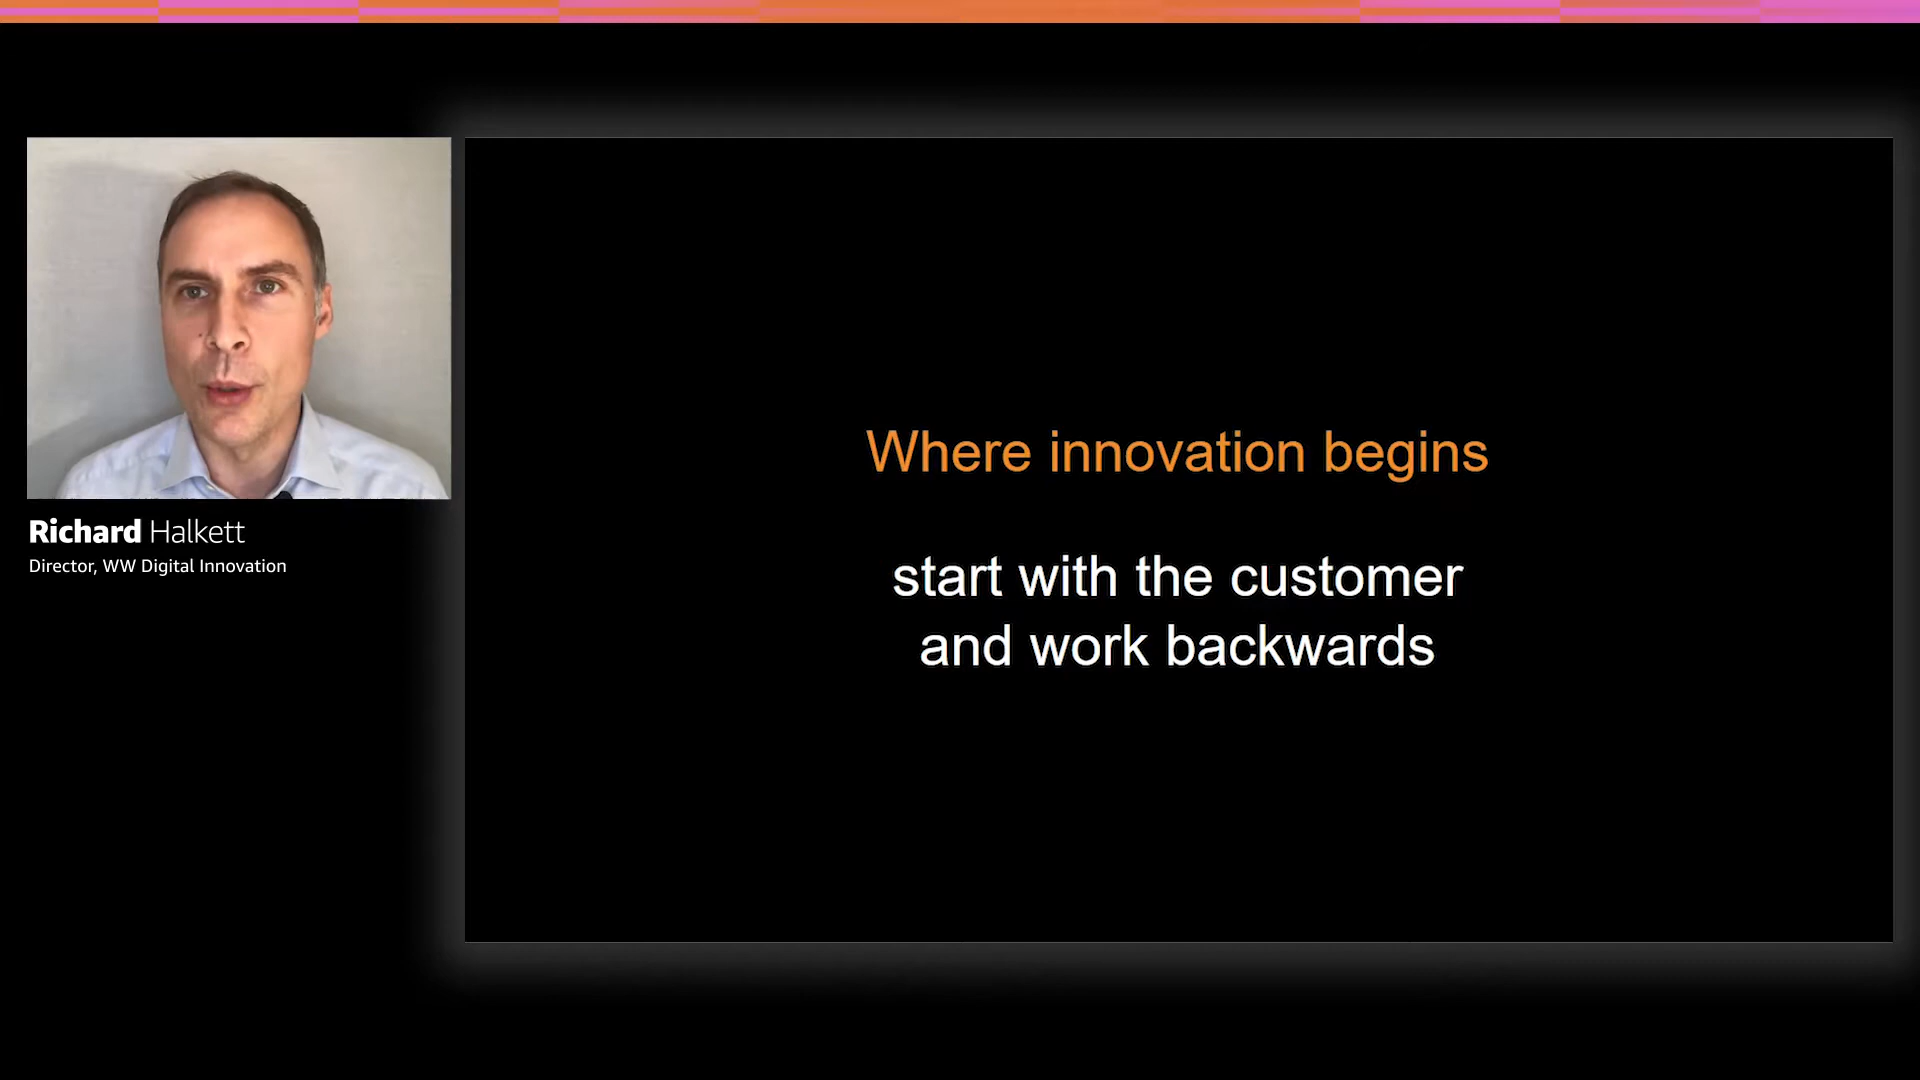 Richard Halkett
Director, WW Digital Innovation
Where innovation begins
start with the customer
and work backwards